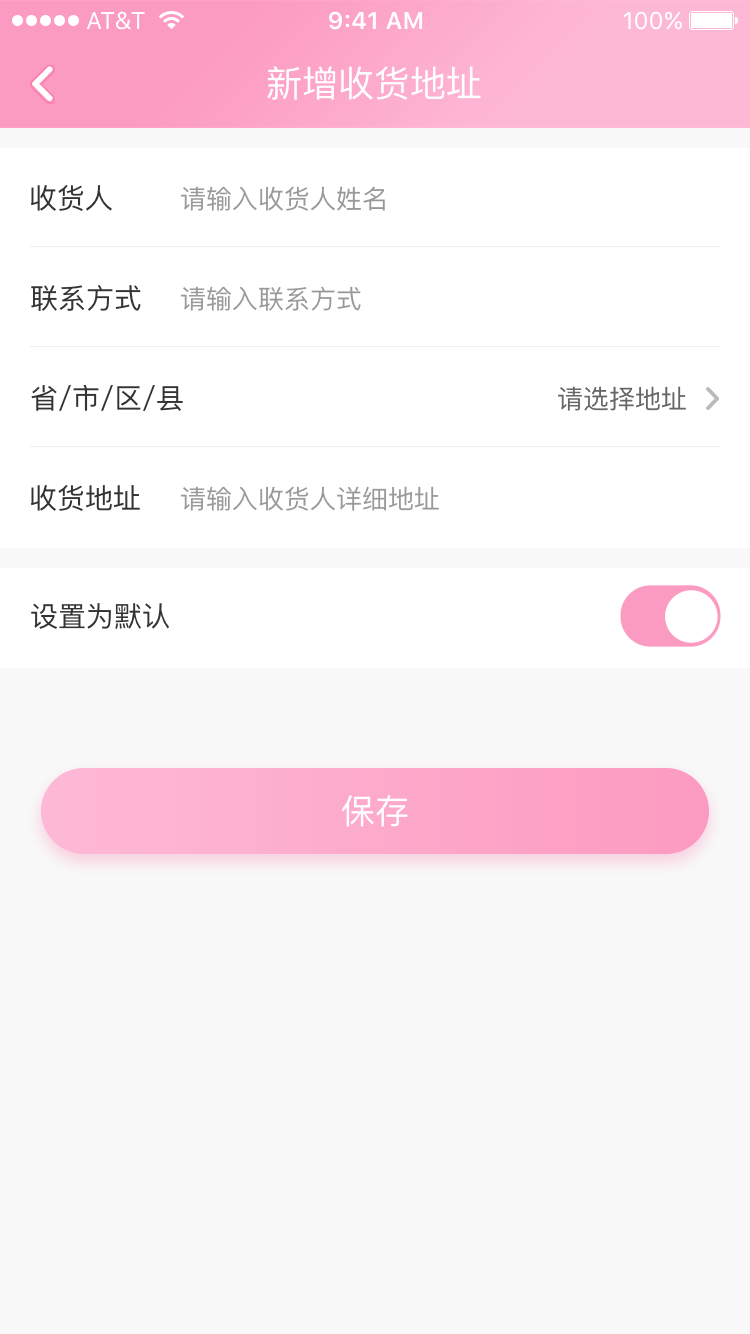 AT&T 9:41 AM 100%
新增收货地址
收货人 请输入收货人姓名
联系方式 请输入联系方式
省/市/区/县 请选择地址
收货地址 请输入收货人详细地址
设置为默认
保存